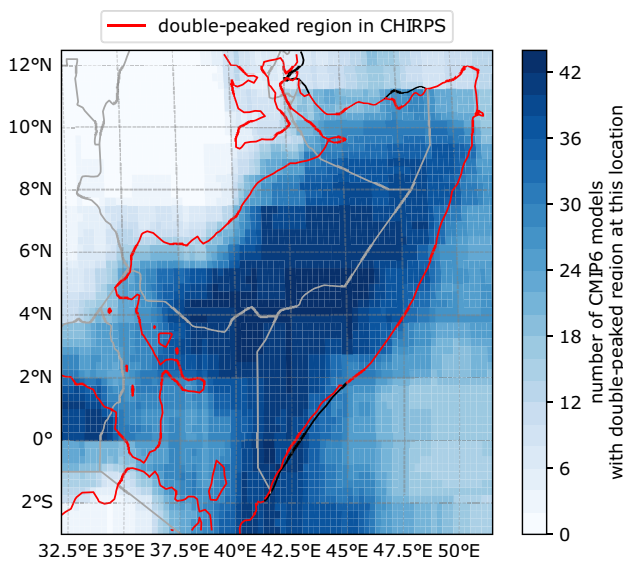 double-peaked region in CHIRPS
12°N
10°N
8°N
6°N
4°N
2°N
0°
2°S
32.5°E 35°E 37.5°E 40°E 42.5°E 45°E 47.5°E 50°E
42
36
30
24
18
12
6
0
number of CMIP6 models
with double-peaked region at this location